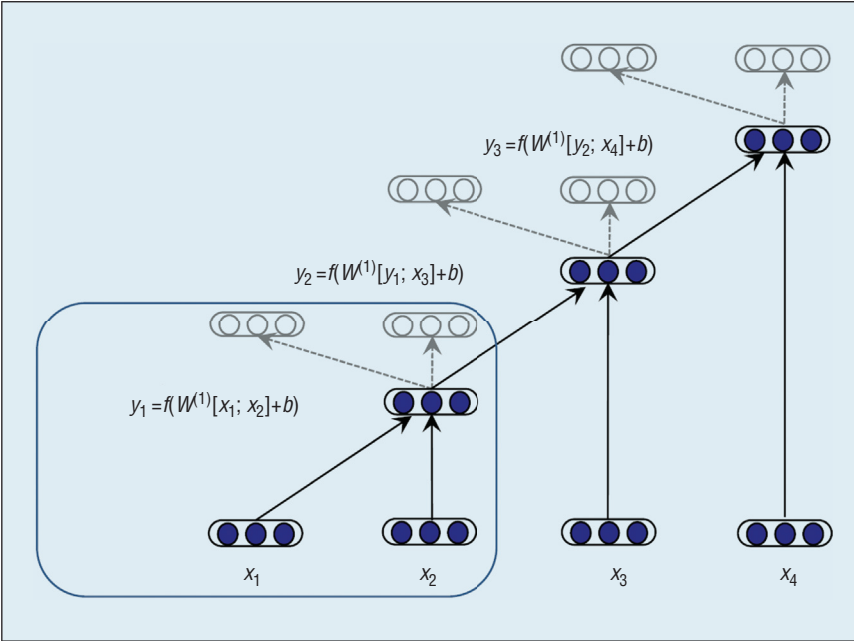 y₃ =f(W⁽¹⁾[y₂; x₄]+b)
y₂ =f(W⁽¹⁾[y₁; x₃]+b)
y₁ =f(W⁽¹⁾[x₁; x₂]+b)
x₁ x₂ x₃ x₄